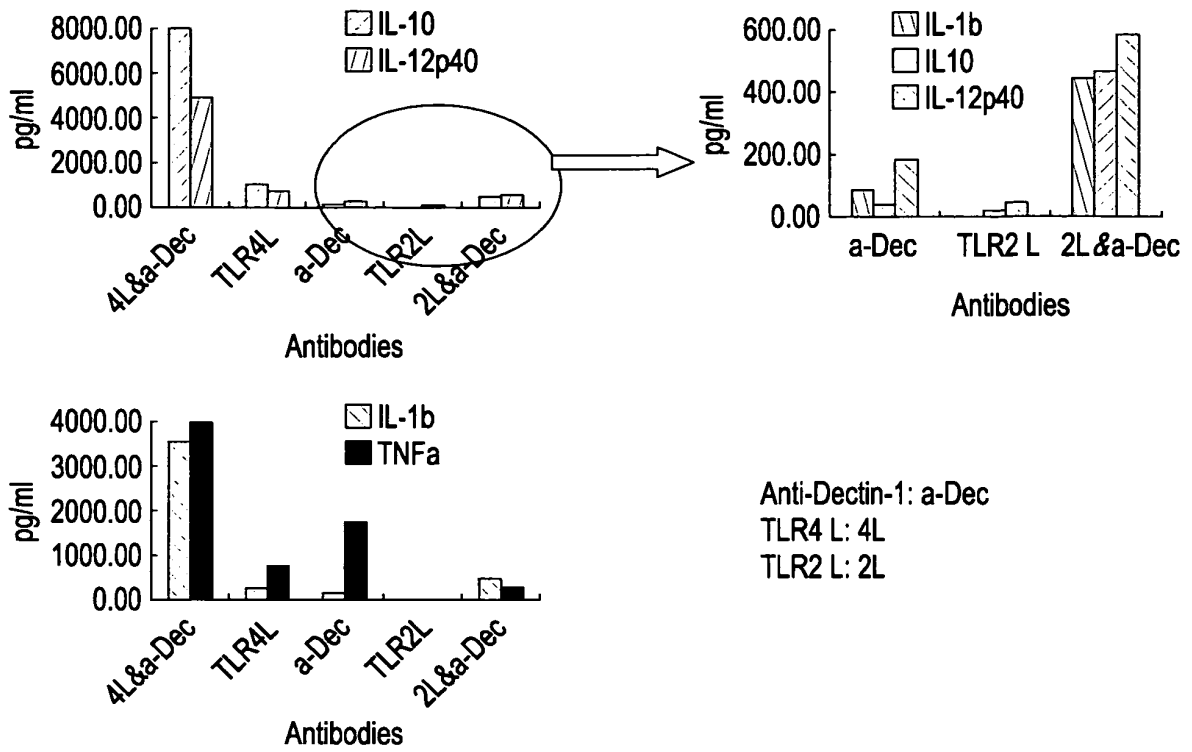 8000.00
6000.00
4000.00
2000.00
0.00
pg/ml
IL-10
IL-12p40
4L&a-Dec
TLR4L
a-Dec
TLR2L
2L&a-Dec
Antibodies
600.00
400.00
200.00
0.00
pg/ml
IL-1b
IL10
IL-12p40
a-Dec
TLR2 L
2L&a-Dec
Antibodies
4000.00
3000.00
2000.00
1000.00
0.00
pg/ml
IL-1b
TNFa
4L&a-Dec
TLR4L
a-Dec
TLR2L
2L&a-Dec
Antibodies
Anti-Dectin-1: a-Dec
TLR4 L: 4L
TLR2 L: 2L